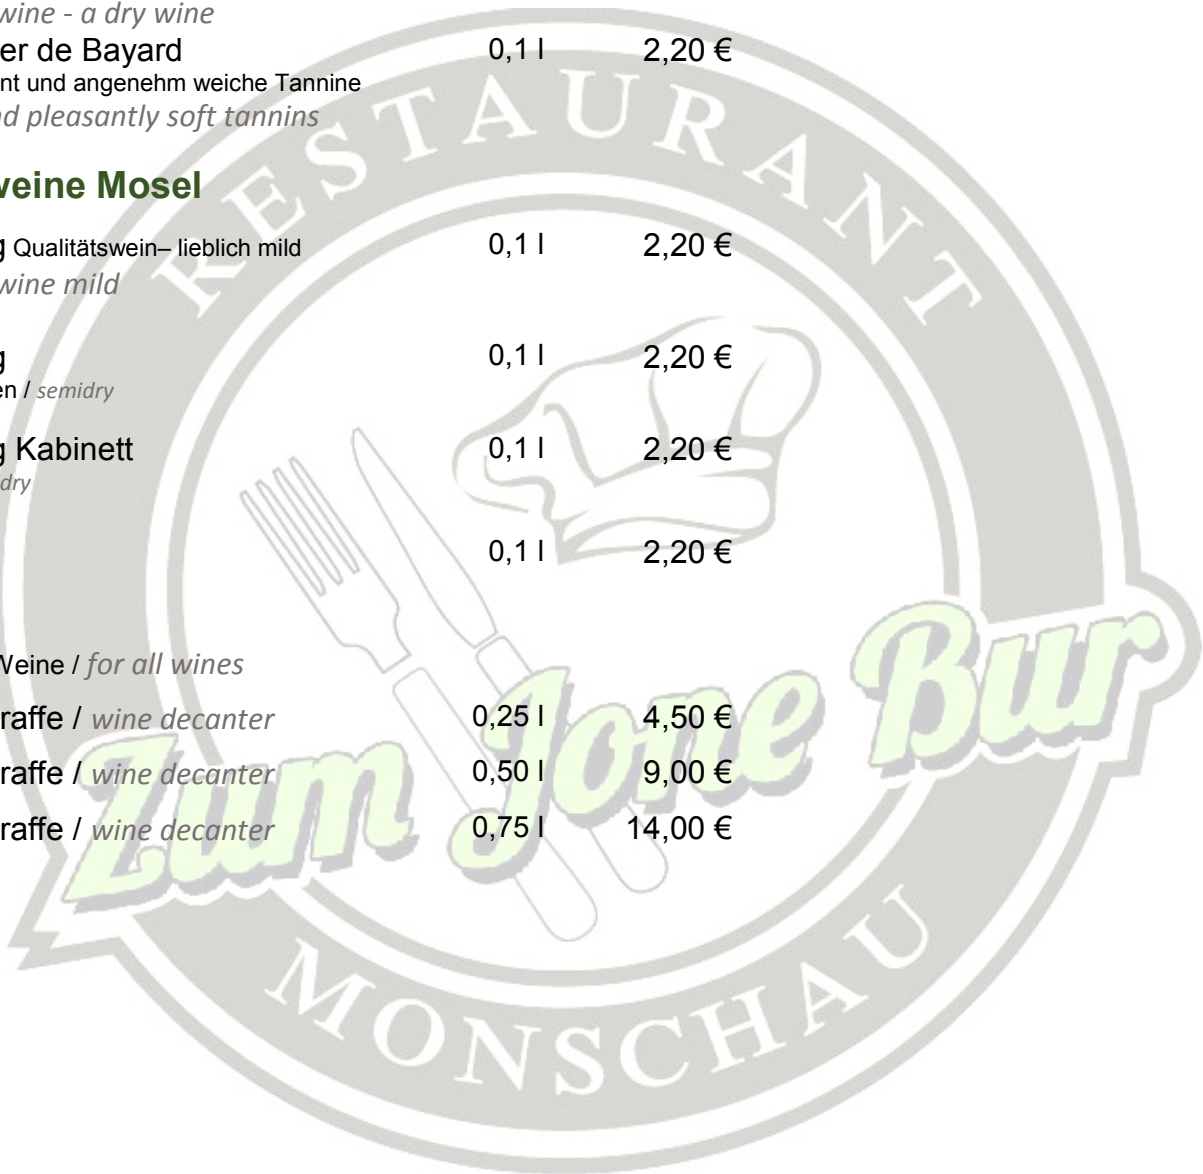 wine - a dry wine
er de Bayard 0,1 l 2,20 €
nt und angenehm weiche Tannine
nd pleasantly soft tannins
weine Mosel
g Qualitätswein– lieblich mild 0,1 l 2,20 €
wine mild
g 0,1 l 2,20 €
en / semidry
g Kabinett 0,1 l 2,20 €
dry
0,1 l 2,20 €
Weine / for all wines
raffe / wine decanter 0,25 l 4,50 €
raffe / wine decanter 0,50 l 9,00 €
raffe / wine decanter 0,75 l 14,00 €
RESTAURANT
Zum Jone Bur
MONSCHAU